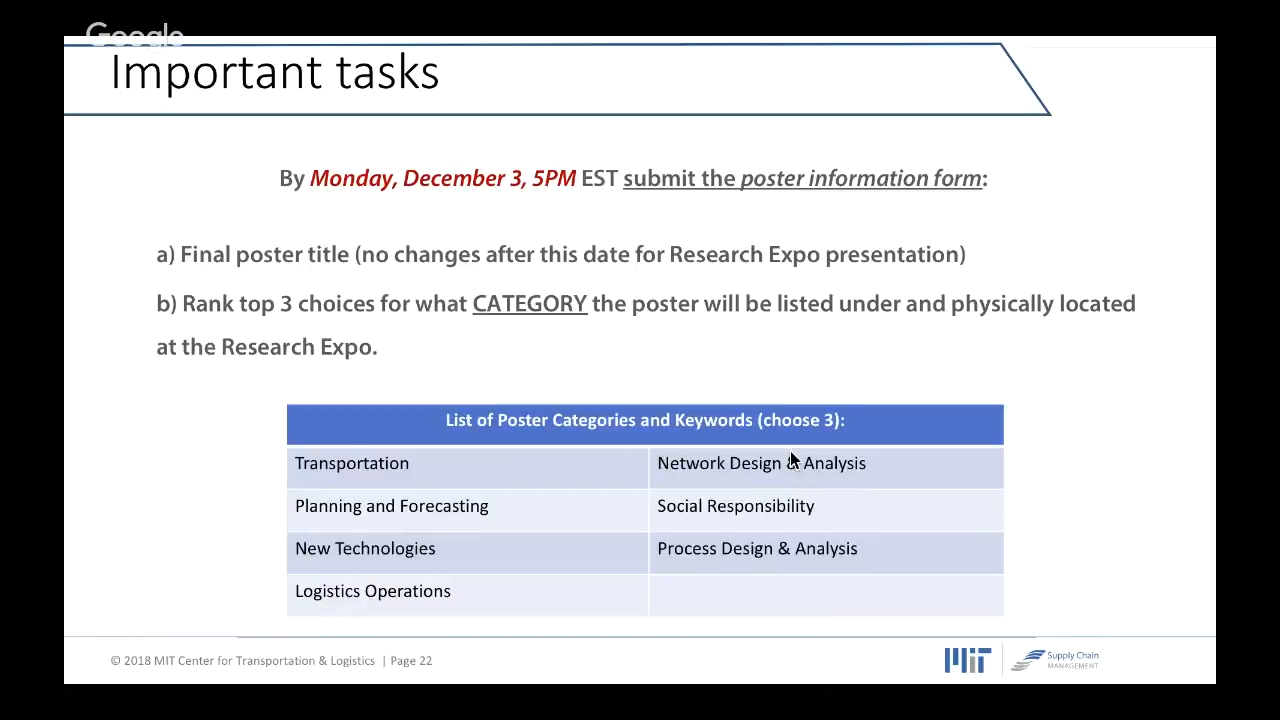 Google
Important tasks
By Monday, December 3, 5PM EST submit the poster information form:
a) Final poster title (no changes after this date for Research Expo presentation)
b) Rank top 3 choices for what CATEGORY the poster will be listed under and physically located
at the Research Expo.
List of Poster Categories and Keywords (choose 3):
Transportation
Network Design & Analysis
Planning and Forecasting
Social Responsibility
New Technologies
Process Design & Analysis
Logistics Operations
© 2018 MIT Center for Transportation & Logistics | Page 22
MIT
Supply Chain
MANAGEMENT